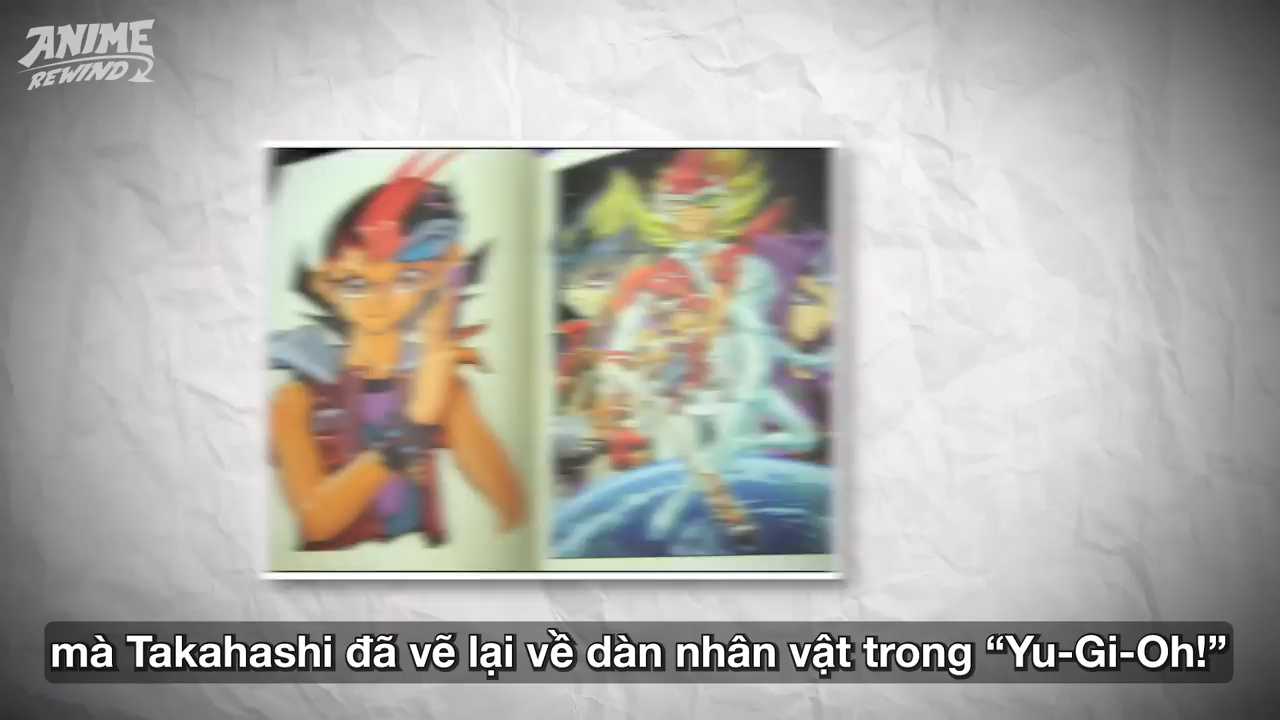 ANIME
REWIND
mà Takahashi đã vẽ lại về dàn nhân vật trong “Yu-Gi-Oh!”